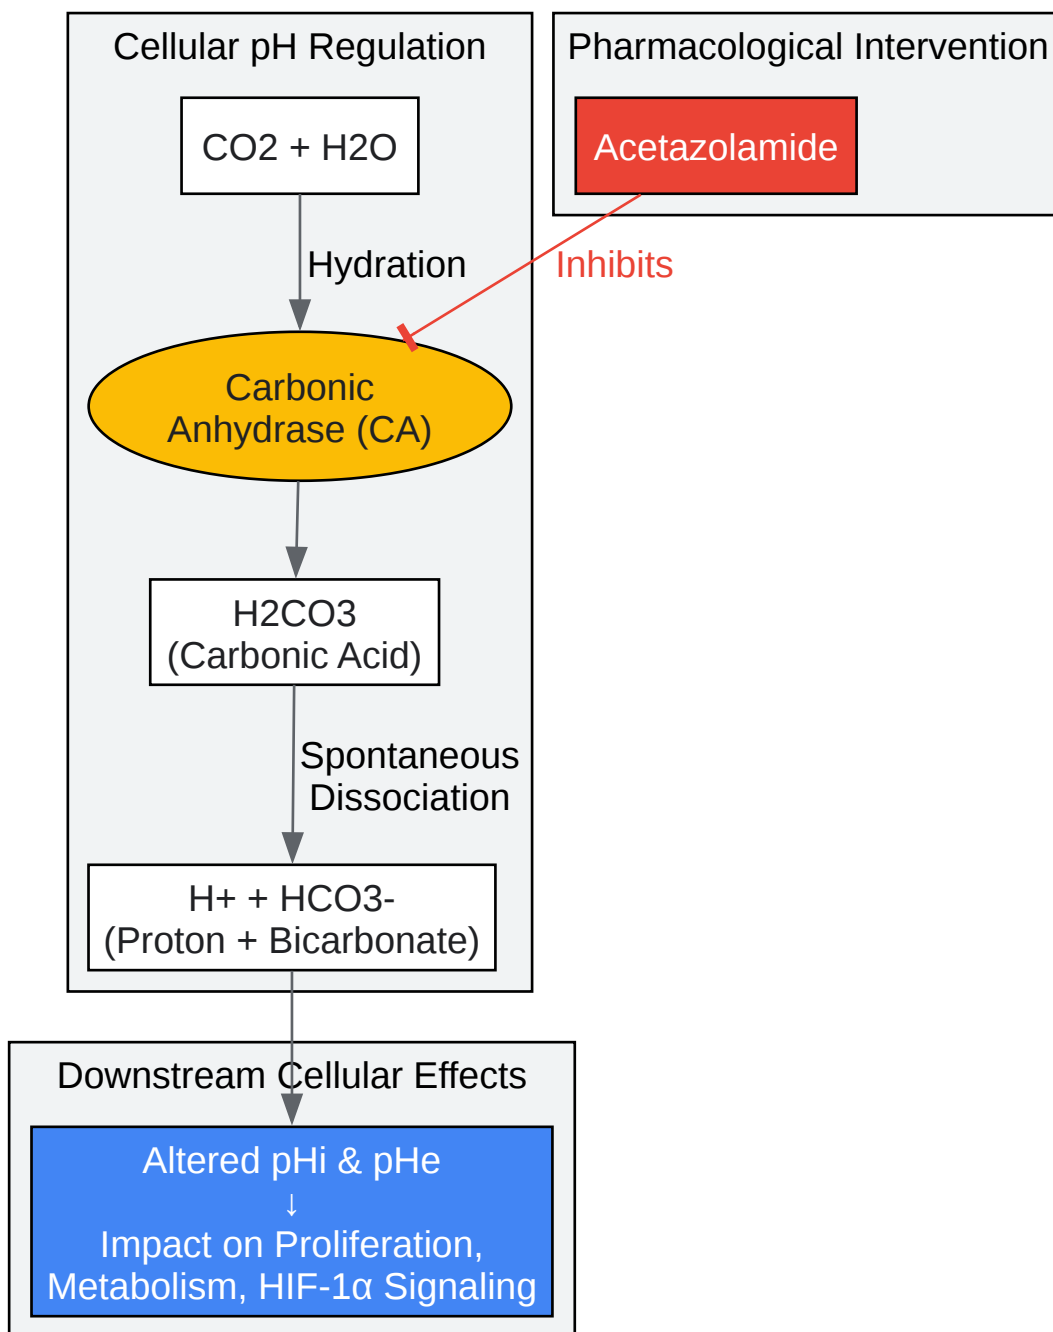 Cellular pH Regulation
Pharmacological Intervention
CO2 + H2O
Acetazolamide
Hydration
Inhibits
Carbonic
Anhydrase (CA)
H2CO3
(Carbonic Acid)
Spontaneous
Dissociation
H+ + HCO3-
(Proton + Bicarbonate)
Downstream Cellular Effects
Altered pHi & pHe
↓
Impact on Proliferation,
Metabolism, HIF-1α Signaling